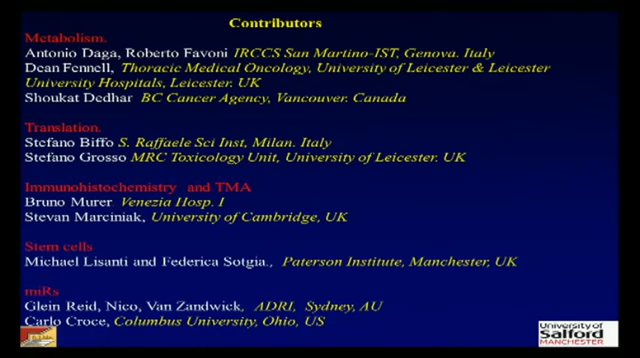 Contributors
Metabolism.
Antonio Daga, Roberto Favoni IRCCS San Martino-IST, Genova. Italy
Dean Fennell, Thoracic Medical Oncology, University of Leicester & Leicester
University Hospitals, Leicester. UK
Shoukat Dedhar BC Cancer Agency, Vancouver. Canada
Translation.
Stefano Biffo S. Raffaele Sci Inst, Milan. Italy
Stefano Grosso MRC Toxicology Unit, University of Leicester. UK
Immunohistochemistry and TMA
Bruno Murer Venezia Hosp. I
Stevan Marciniak, University of Cambridge, UK
Stem cells
Michael Lisanti and Federica Sotgia., Paterson Institute, Manchester, UK
miRs
Glein Reid, Nico, Van Zandwick, ADRI, Sydney, AU
Carlo Croce, Columbus University, Ohio, US
University of
Salford
MANCHESTER